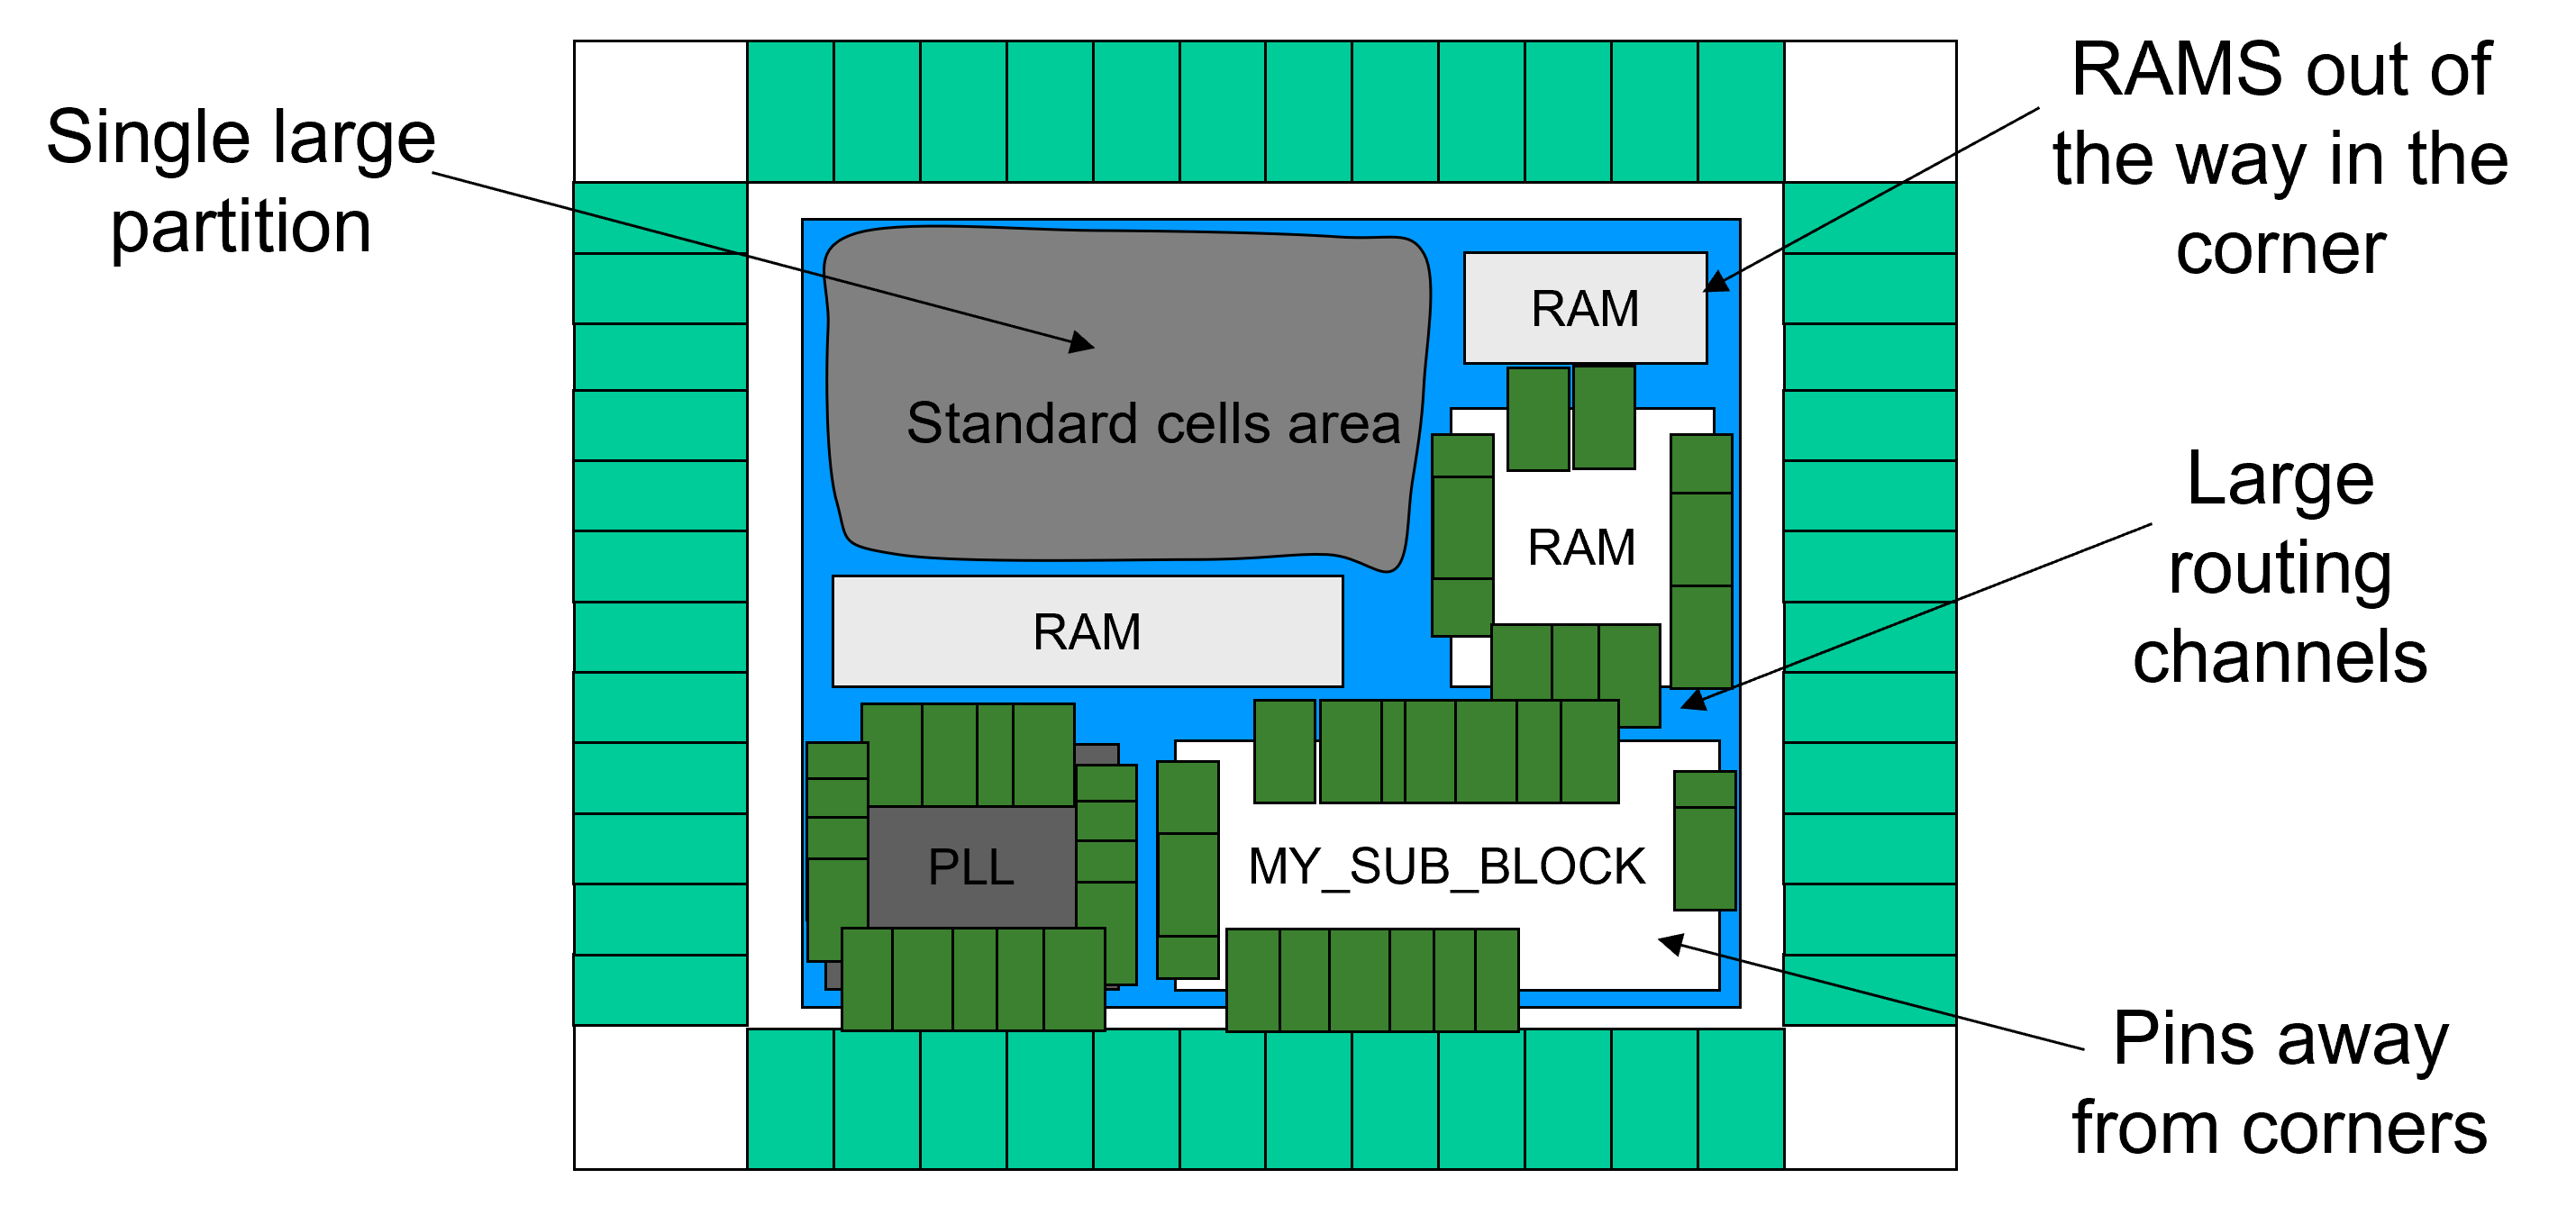 Single large
partition
RAMS out of
the way in the
corner
RAM
Standard cells area
RAM
RAM
Large
routing
channels
PLL
MY_SUB_BLOCK
Pins away
from corners